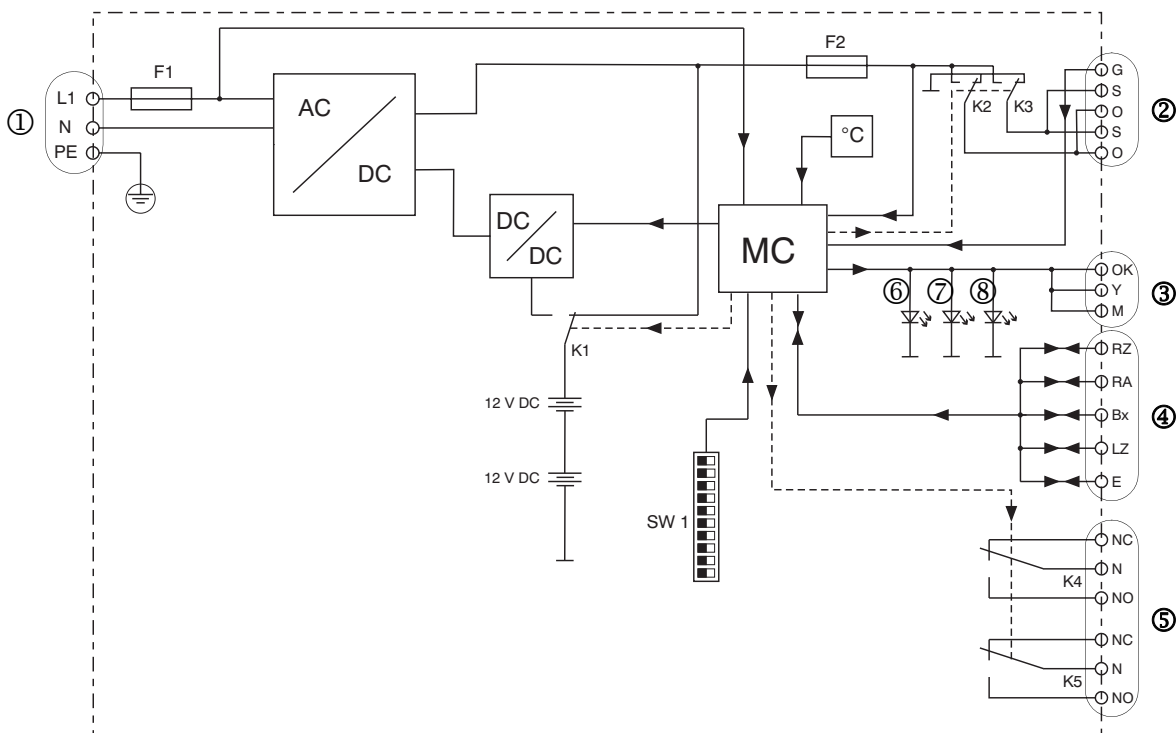 F1
F2
L1
①
N
PE
AC
DC
G
S
O
S
O
②
K2
K3
°C
DC
DC
MC
OK
Y
M
③
⑥
⑦
⑧
K1
RZ
RA
Bx
LZ
E
④
12 V DC
12 V DC
SW 1
NC
N
K4
NO
⑤
NC
N
K5
NO